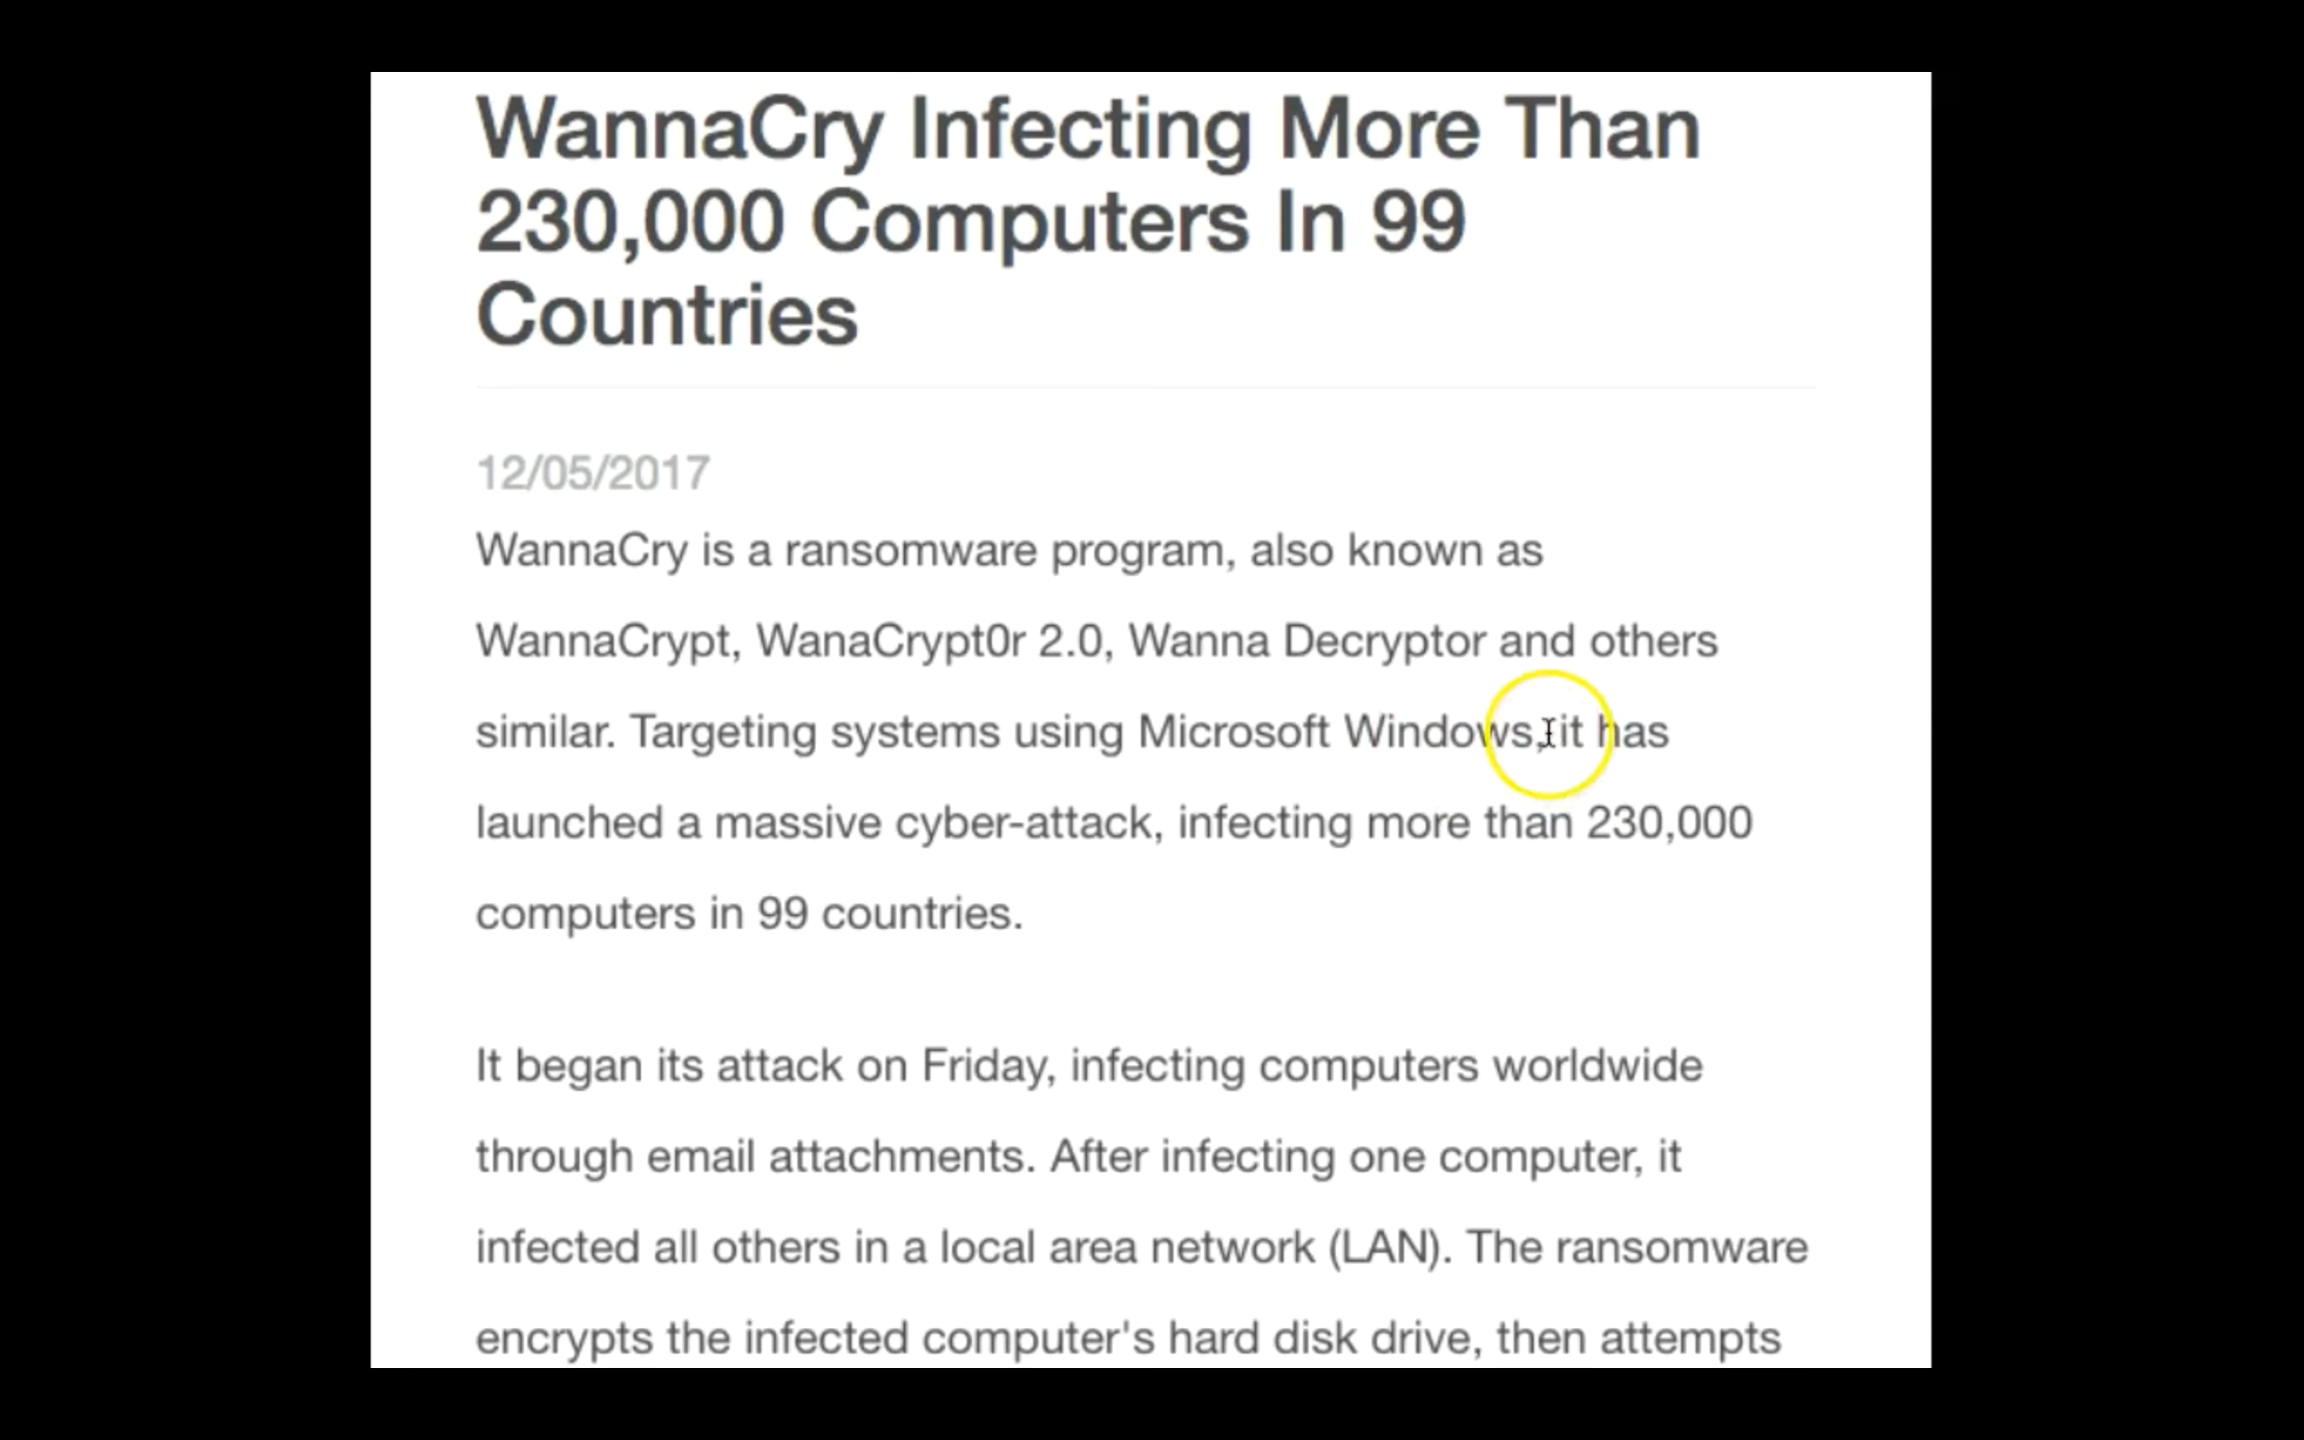 WannaCry Infecting More Than
230,000 Computers In 99
Countries
12/05/2017
WannaCry is a ransomware program, also known as
WannaCrypt, WanaCrypt0r 2.0, Wanna Decryptor and others
similar. Targeting systems using Microsoft Windows, it has
launched a massive cyber-attack, infecting more than 230,000
computers in 99 countries.
It began its attack on Friday, infecting computers worldwide
through email attachments. After infecting one computer, it
infected all others in a local area network (LAN). The ransomware
encrypts the infected computer's hard disk drive, then attempts